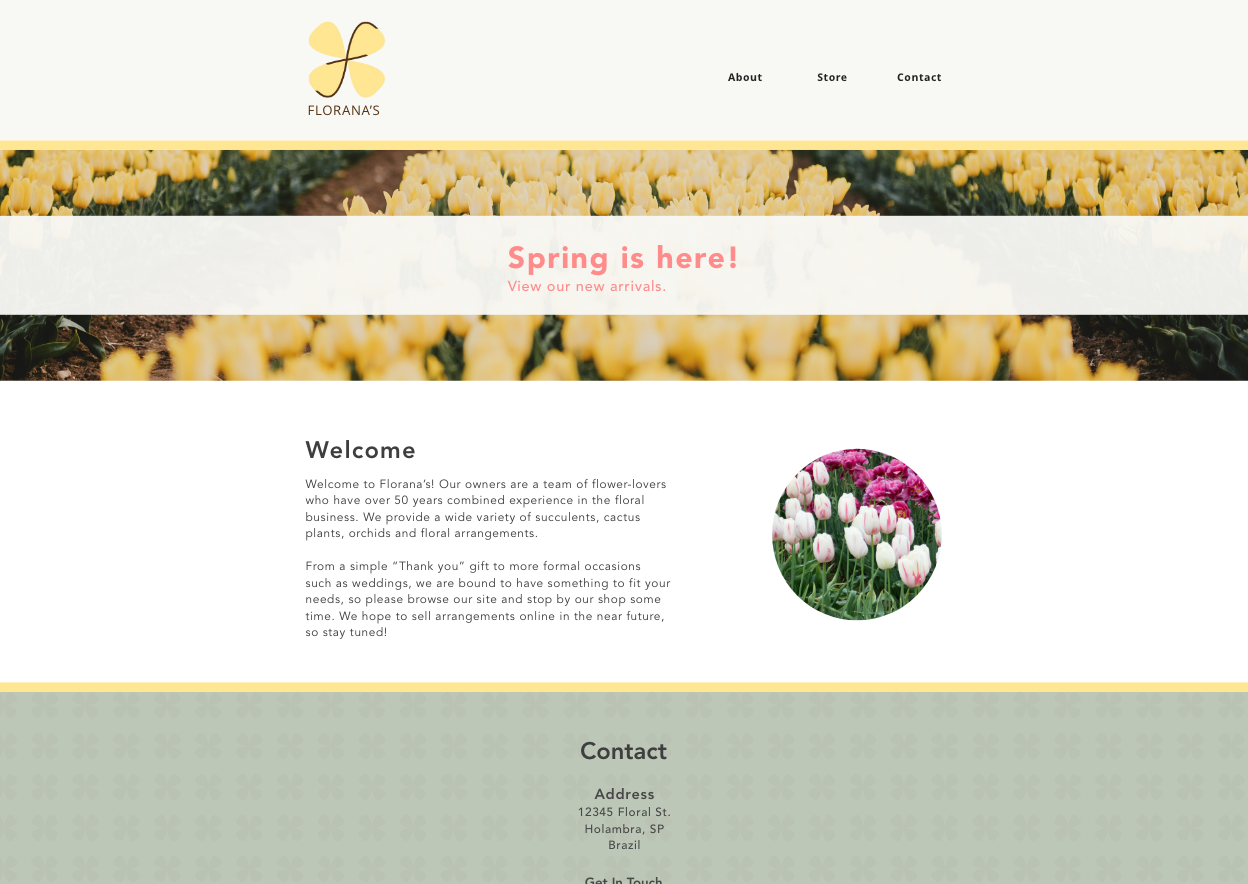 FLORANA'S
About Store Contact
Spring is here!
View our new arrivals.
Welcome
Welcome to Florana’s! Our owners are a team of flower-lovers
who have over 50 years combined experience in the floral
business. We provide a wide variety of succulents, cactus
plants, orchids and floral arrangements.
From a simple “Thank you” gift to more formal occasions
such as weddings, we are bound to have something to fit your
needs, so please browse our site and stop by our shop some
time. We hope to sell arrangements online in the near future,
so stay tuned!
Contact
Address
12345 Floral St.
Holambra, SP
Brazil
Get In Touch